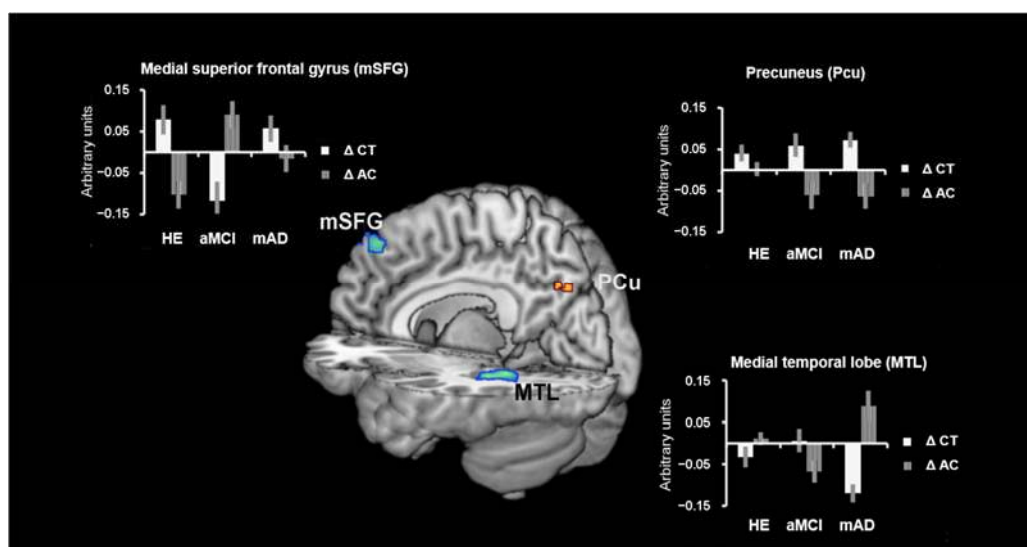 Medial superior frontal gyrus (mSFG)
Arbitrary units
0.15
0.05
−0.05
−0.15
HE aMCI mAD
Δ CT
Δ AC
Precuneus (Pcu)
Arbitrary units
0.15
0.05
−0.05
−0.15
HE aMCI mAD
Δ CT
Δ AC
mSFG
PCu
MTL
Medial temporal lobe (MTL)
Arbitrary units
0.15
0.05
−0.05
−0.15
HE aMCI mAD
Δ CT
Δ AC